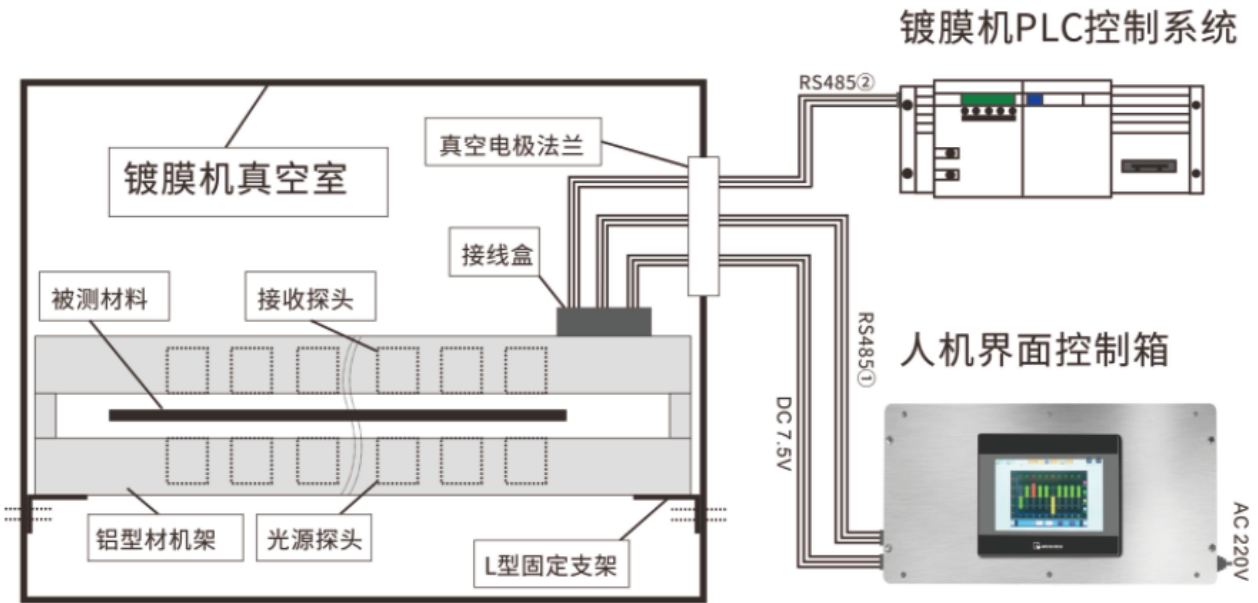 镀膜机PLC控制系统
RS485②
真空电极法兰
镀膜机真空室
接线盒
被测材料
接收探头
RS485①
人机界面控制箱
DC 7.5V
AC 220V
铝型材机架
光源探头
L型固定支架